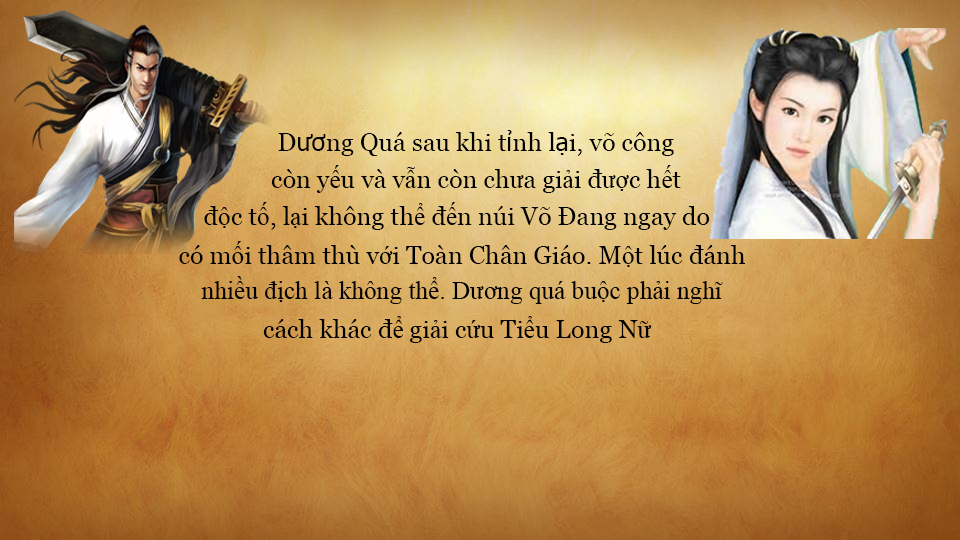 Dương Quá sau khi tỉnh lại, võ công
còn yếu và vẫn còn chưa giải được hết
độc tố, lại không thể đến núi Võ Đang ngay do
có mối thâm thù với Toàn Chân Giáo. Một lúc đánh
nhiều địch là không thể. Dương quá buộc phải nghĩ
cách khác để giải cứu Tiểu Long Nữ